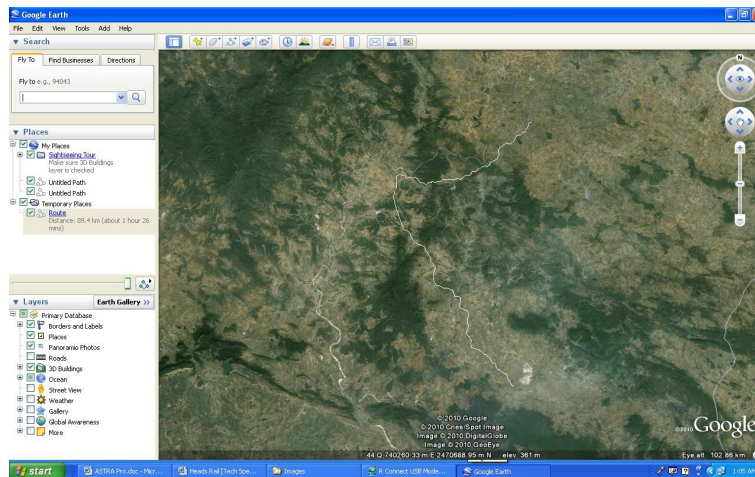 Google Earth
File Edit View Tools Add Help
Search
Fly To Find Businesses Directions
Fly to e.g., 94043
Places
My Places
Sightseeing Tour
Make sure 3D Buildings
layer is checked
Untitled Path
Untitled Path
Temporary Places
Route
Distance: 89.4 km (about 1 hour 26
mins)
Layers
Earth Gallery >>
Primary Database
Borders and Labels
Places
Panoramio Photos
Roads
3D Buildings
Ocean
Street View
Weather
Gallery
Global Awareness
More
N
© 2010 Google
© 2010 Cnes/Spot Image
Image © 2010 DigitalGlobe
Image © 2010 GeoEye
©2010 Google
44 Q 740260.33 m E 2470688.95 m N elev 361 m
Eye alt 102.86 km
start
ASTRA Pro.doc - Micr...
Heads Rail [Tech Spe...
Images
R Connect USB Mode...
Google Earth
1:05 AM